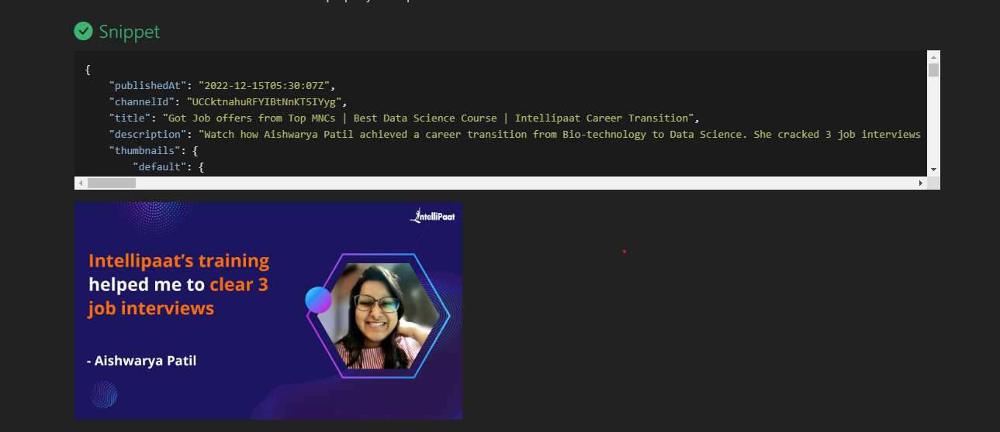 Snippet
{
"publishedAt": "2022-12-15T05:30:07Z",
"channelId": "UCCktnahuRFYIBtNnKT5IYyg",
"title": "Got Job offers from Top MNCs | Best Data Science Course | Intellipaat Career Transition",
"description": "Watch how Aishwarya Patil achieved a career transition from Bio-technology to Data Science. She cracked 3 job interviews
"thumbnails": {
"default": {
IntelliPaat
Intellipaat’s training
helped me to clear 3
job interviews
- Aishwarya Patil